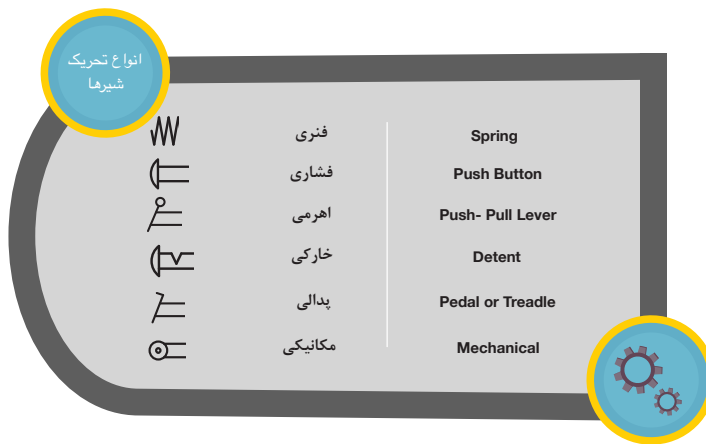 انواع تحریک
شیرها
فنری Spring
فشاری Push Button
اهرمی Push- Pull Lever
خارکی Detent
پدالی Pedal or Treadle
مکانیکی Mechanical